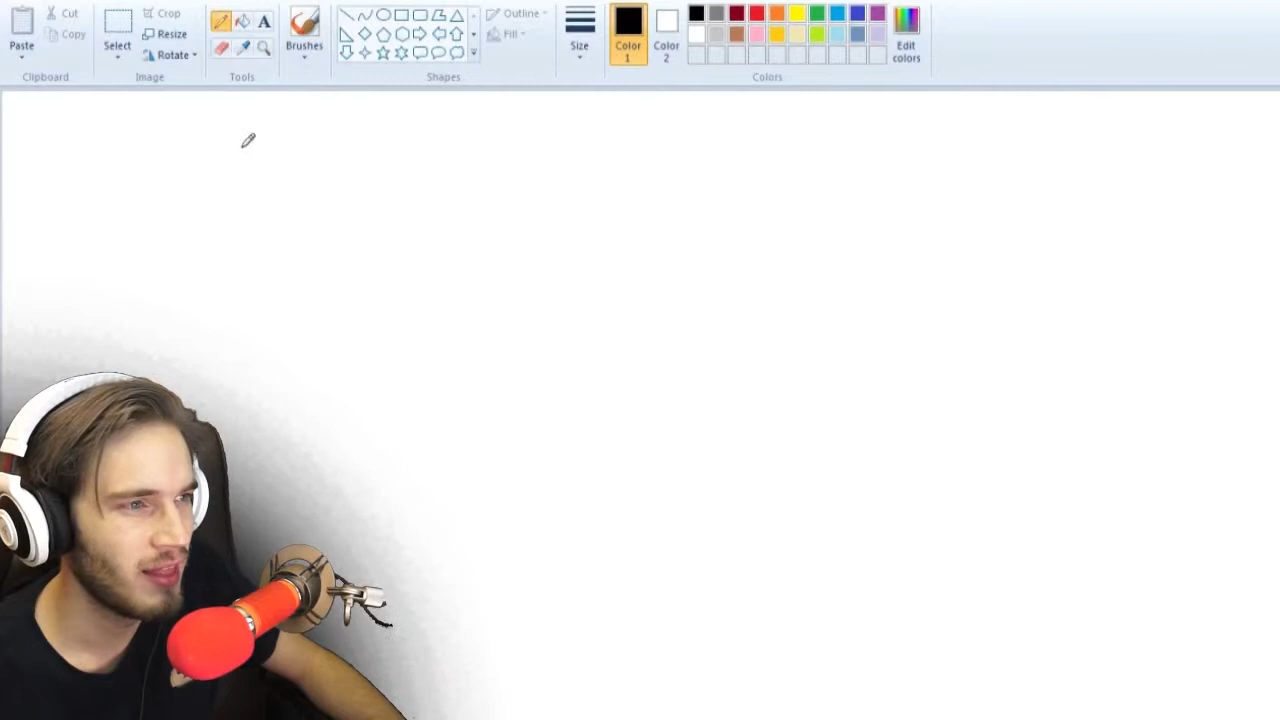 Paste
Cut
Copy
Clipboard
Select
Crop
Resize
Rotate
Image
A
Tools
Brushes
Outline
Fill
Shapes
Size
Color 1
Color 2
Edit colors
Colors